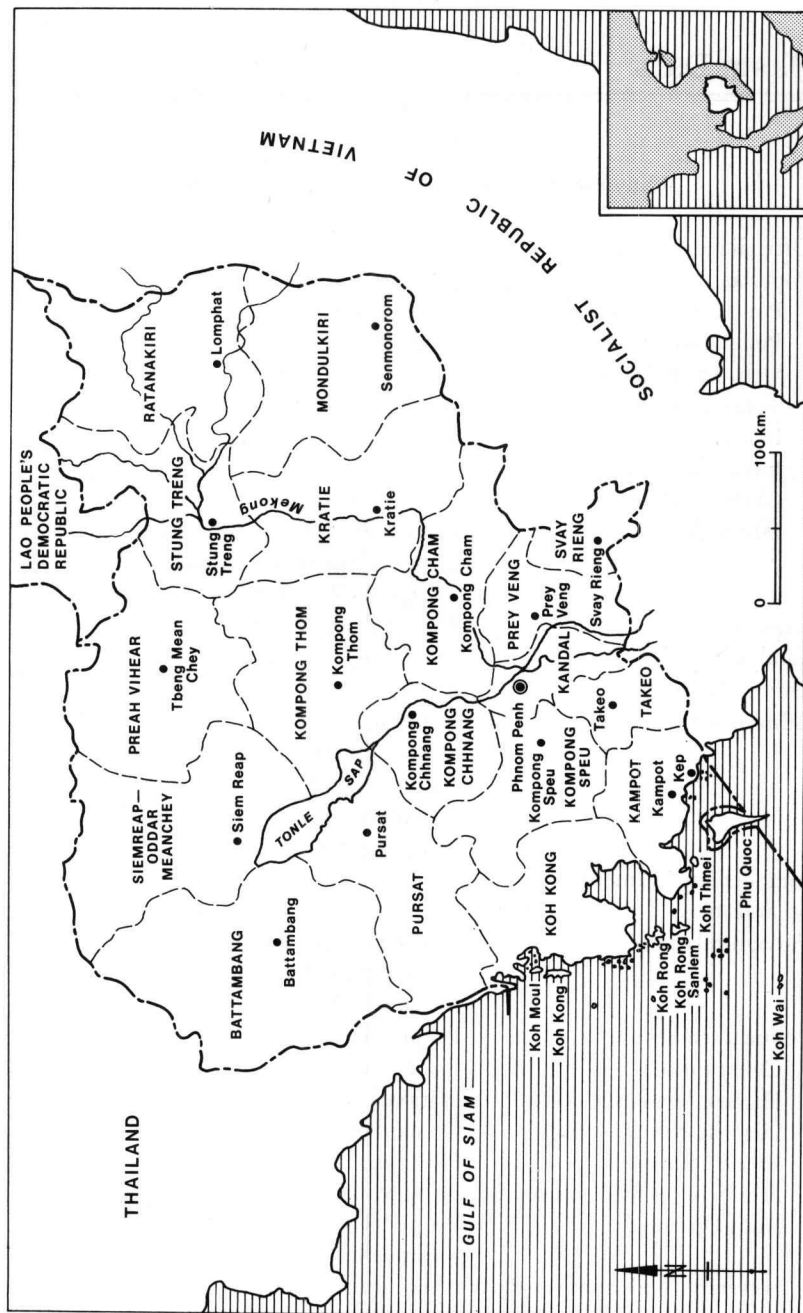 THAILAND
LAO PEOPLE'S
DEMOCRATIC
REPUBLIC
SOCIALIST REPUBLIC OF VIETNAM
SIEMREAP—
ODDAR
MEANCHEY
Siem Reap
PREAH VIHEAR
Tbeng Mean
Chey
STUNG TRENG
Stung
Treng
RATANAKIRI
Lomphat
BATTAMBANG
Battambang
TONLE
SAP
KOMPONG THOM
Kompong
Thom
Mekong
KRATIE
Kratie
MONDULKIRI
Senmonorom
PURSAT
Pursat
Kompong
Chhnang
KOMPONG
CHHNANG
KOMPONG CHAM
Kompong Cham
KOH KONG
Phnom Penh
Kompong
Speu
KOMPONG
SPEU
KANDAL
PREY VENG
Prey
Veng
SVAY
RIENG
Svay Rieng
Takeo
TAKEO
KAMPOT
Kampot
Kep
GULF OF SIAM
Koh Moul
Koh Kong
Koh Rong
Koh Rong
Sanlem
Koh Thmei
Phu Quoc
Koh Wai
N
0 100 km.